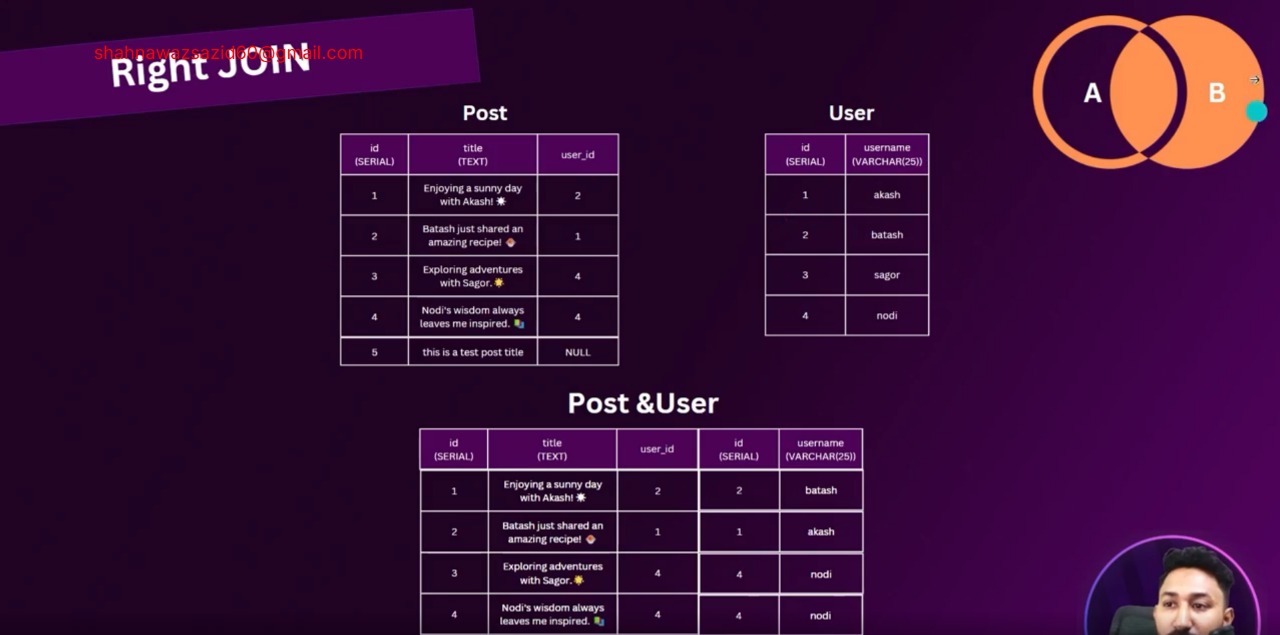 shahnawazsazid60@gmail.com
Right JOIN
A
B
Post
User
id
(SERIAL)
title
(TEXT)
user_id
1
Enjoying a sunny day
with Akash!
2
2
Batash just shared an
amazing recipe!
1
3
Exploring adventures
with Sagor.
4
4
Nodi's wisdom always
leaves me inspired.
4
5
this is a test post title
NULL
id
(SERIAL)
username
(VARCHAR(25))
1
akash
2
batash
3
sagor
4
nodi
Post &User
id
(SERIAL)
title
(TEXT)
user_id
id
(SERIAL)
username
(VARCHAR(25))
1
Enjoying a sunny day
with Akash!
2
2
batash
2
Batash just shared an
amazing recipe!
1
1
akash
3
Exploring adventures
with Sagor.
4
4
nodi
4
Nodi's wisdom always
leaves me inspired.
4
4
nodi